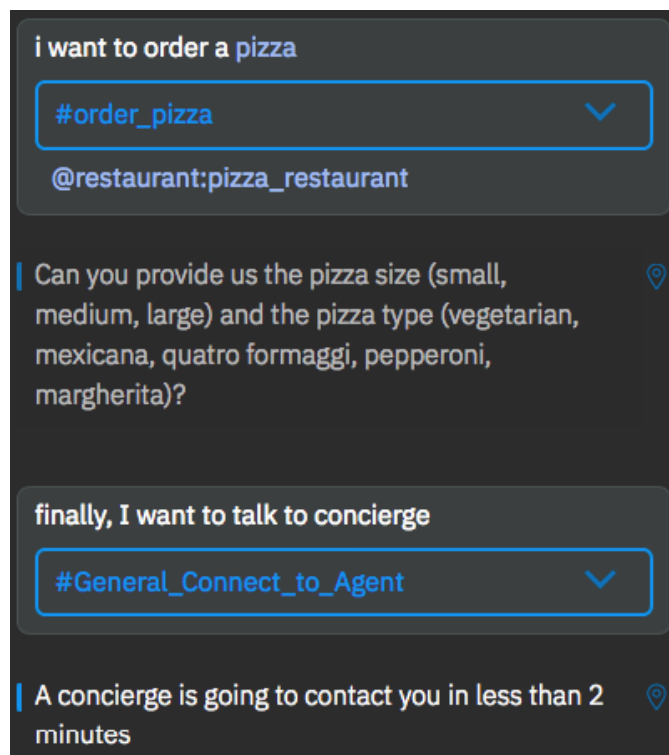 i want to order a pizza
#order_pizza
@restaurant:pizza_restaurant
Can you provide us the pizza size (small,
medium, large) and the pizza type (vegetarian,
mexicana, quatro formaggi, pepperoni,
margherita)?
finally, I want to talk to concierge
#General_Connect_to_Agent
A concierge is going to contact you in less than 2
minutes